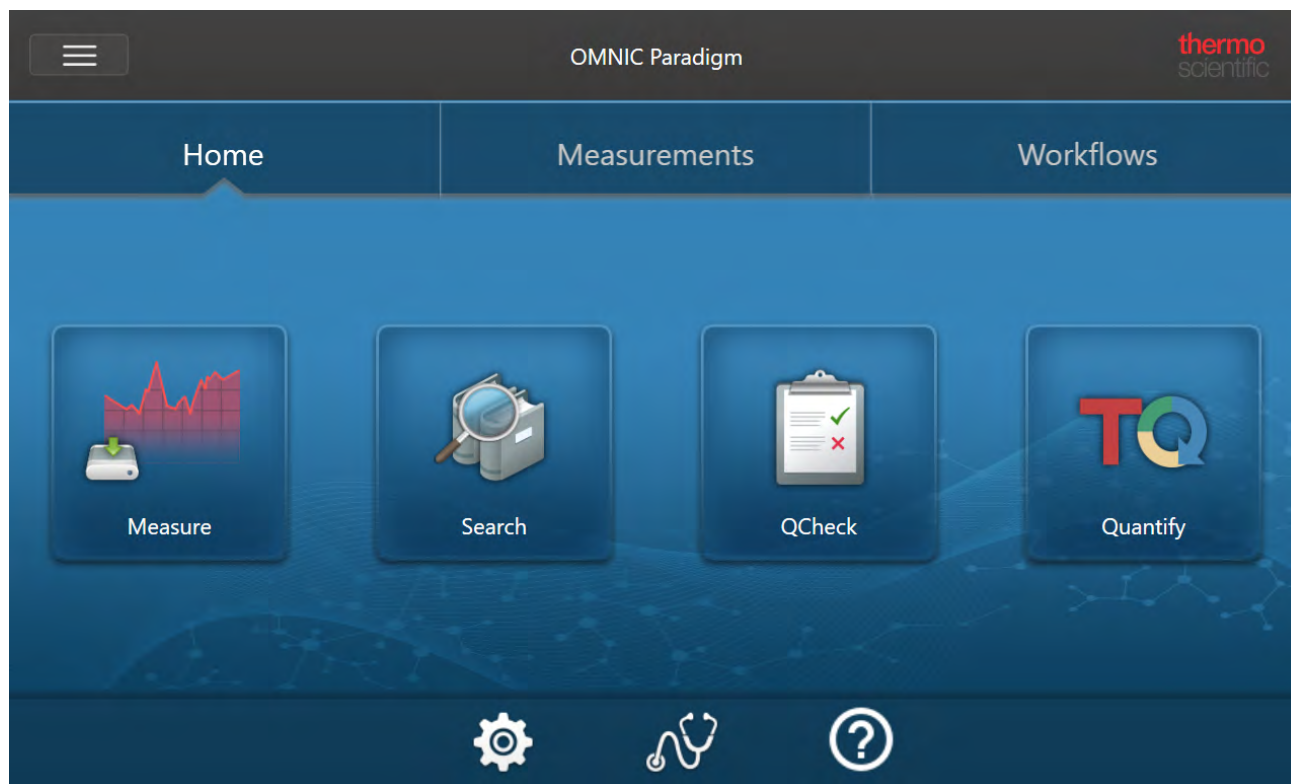 OMNIC Paradigm
thermo
scientific
Home
Measurements
Workflows
Measure
Search
QCheck
TQ
Quantify
?